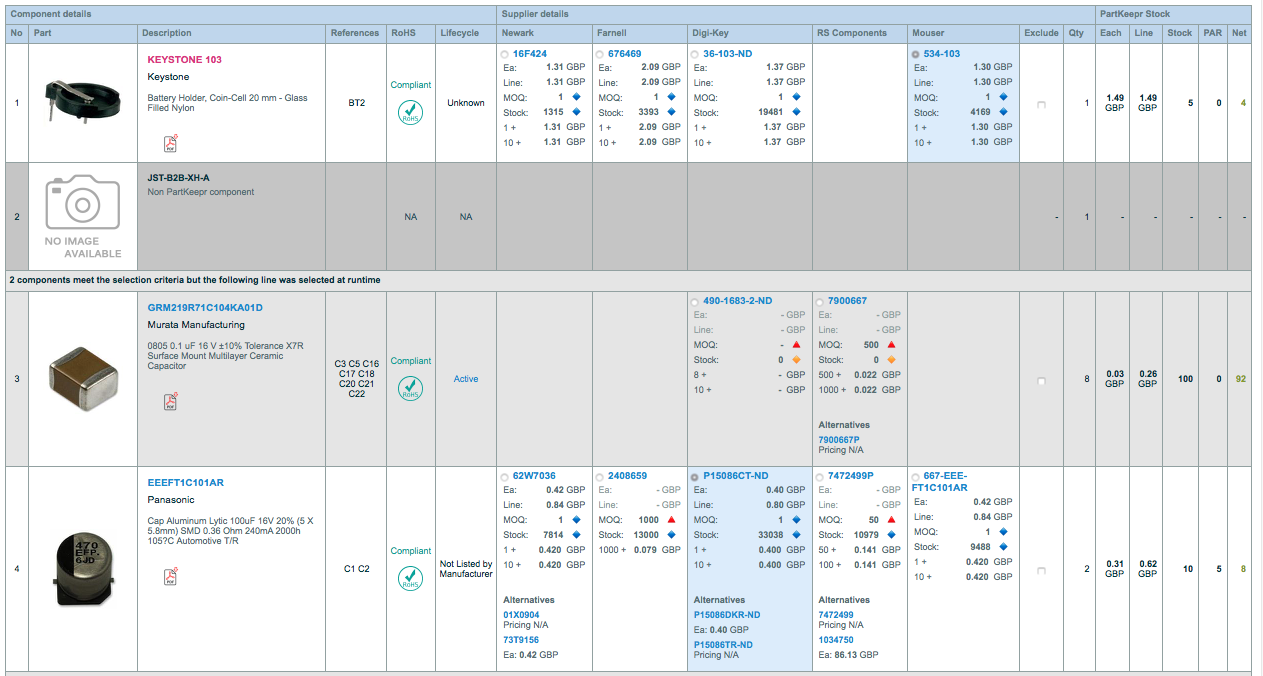 Component details Supplier details PartKeepr Stock
No Part Description References RoHS Lifecycle Newark Farnell Digi-Key RS Components Mouser Exclude Qty Each Line Stock PAR Net
1
KEYSTONE 103
Keystone
Battery Holder, Coin-Cell 20 mm - Glass
Filled Nylon
PDF
BT2
Compliant
RoHS
Unknown
16F424
Ea: 1.31 GBP
Line: 1.31 GBP
MOQ: 1
Stock: 1315
1 + 1.31 GBP
10 + 1.31 GBP
676469
Ea: 2.09 GBP
Line: 2.09 GBP
MOQ: 1
Stock: 3393
1 + 2.09 GBP
10 + 2.09 GBP
36-103-ND
Ea: 1.37 GBP
Line: 1.37 GBP
MOQ: 1
Stock: 19481
1 + 1.37 GBP
10 + 1.37 GBP
534-103
Ea: 1.30 GBP
Line: 1.30 GBP
MOQ: 1
Stock: 4169
1 + 1.30 GBP
10 + 1.30 GBP
1
1.49
GBP
1.49
GBP
5
0
4
2
NO IMAGE
AVAILABLE
JST-B2B-XH-A
Non PartKeepr component
NA
NA
- 1 - - - - -
2 components meet the selection criteria but the following line was selected at runtime
3
GRM219R71C104KA01D
Murata Manufacturing
0805 0.1 uF 16 V ±10% Tolerance X7R
Surface Mount Multilayer Ceramic
Capacitor
PDF
C3 C5 C16
C17 C18
C20 C21
C22
Compliant
RoHS
Active
490-1683-2-ND
Ea: - GBP
Line: - GBP
MOQ: -
Stock: 0
8 + - GBP
10 + - GBP
7900667
Ea: - GBP
Line: - GBP
MOQ: 500
Stock: 0
500 + 0.022 GBP
1000 + 0.022 GBP
Alternatives
7900667P
Pricing N/A
8
0.03
GBP
0.26
GBP
100
0
92
4
470
EFP.
6JD
EEEFT1C101AR
Panasonic
Cap Aluminum Lytic 100uF 16V 20% (5 X
5.8mm) SMD 0.36 Ohm 240mA 2000h
105?C Automotive T/R
PDF
C1 C2
Compliant
RoHS
Not Listed by
Manufacturer
62W7036
Ea: 0.42 GBP
Line: 0.84 GBP
MOQ: 1
Stock: 7814
1 + 0.420 GBP
10 + 0.420 GBP
Alternatives
01X0904
Pricing N/A
73T9156
Ea: 0.42 GBP
2408659
Ea: - GBP
Line: - GBP
MOQ: 1000
Stock: 13000
1000 + 0.079 GBP
P15086CT-ND
Ea: 0.40 GBP
Line: 0.80 GBP
MOQ: 1
Stock: 33038
1 + 0.400 GBP
10 + 0.400 GBP
Alternatives
P15086DKR-ND
Ea: 0.40 GBP
P15086TR-ND
Pricing N/A
7472499P
Ea: - GBP
Line: - GBP
MOQ: 50
Stock: 10979
50 + 0.141 GBP
100 + 0.141 GBP
Alternatives
7472499
Pricing N/A
1034750
Ea: 86.13 GBP
667-EEE-
FT1C101AR
Ea: 0.42 GBP
Line: 0.84 GBP
MOQ: 1
Stock: 9488
1 + 0.420 GBP
10 + 0.420 GBP
2
0.31
GBP
0.62
GBP
10
5
8